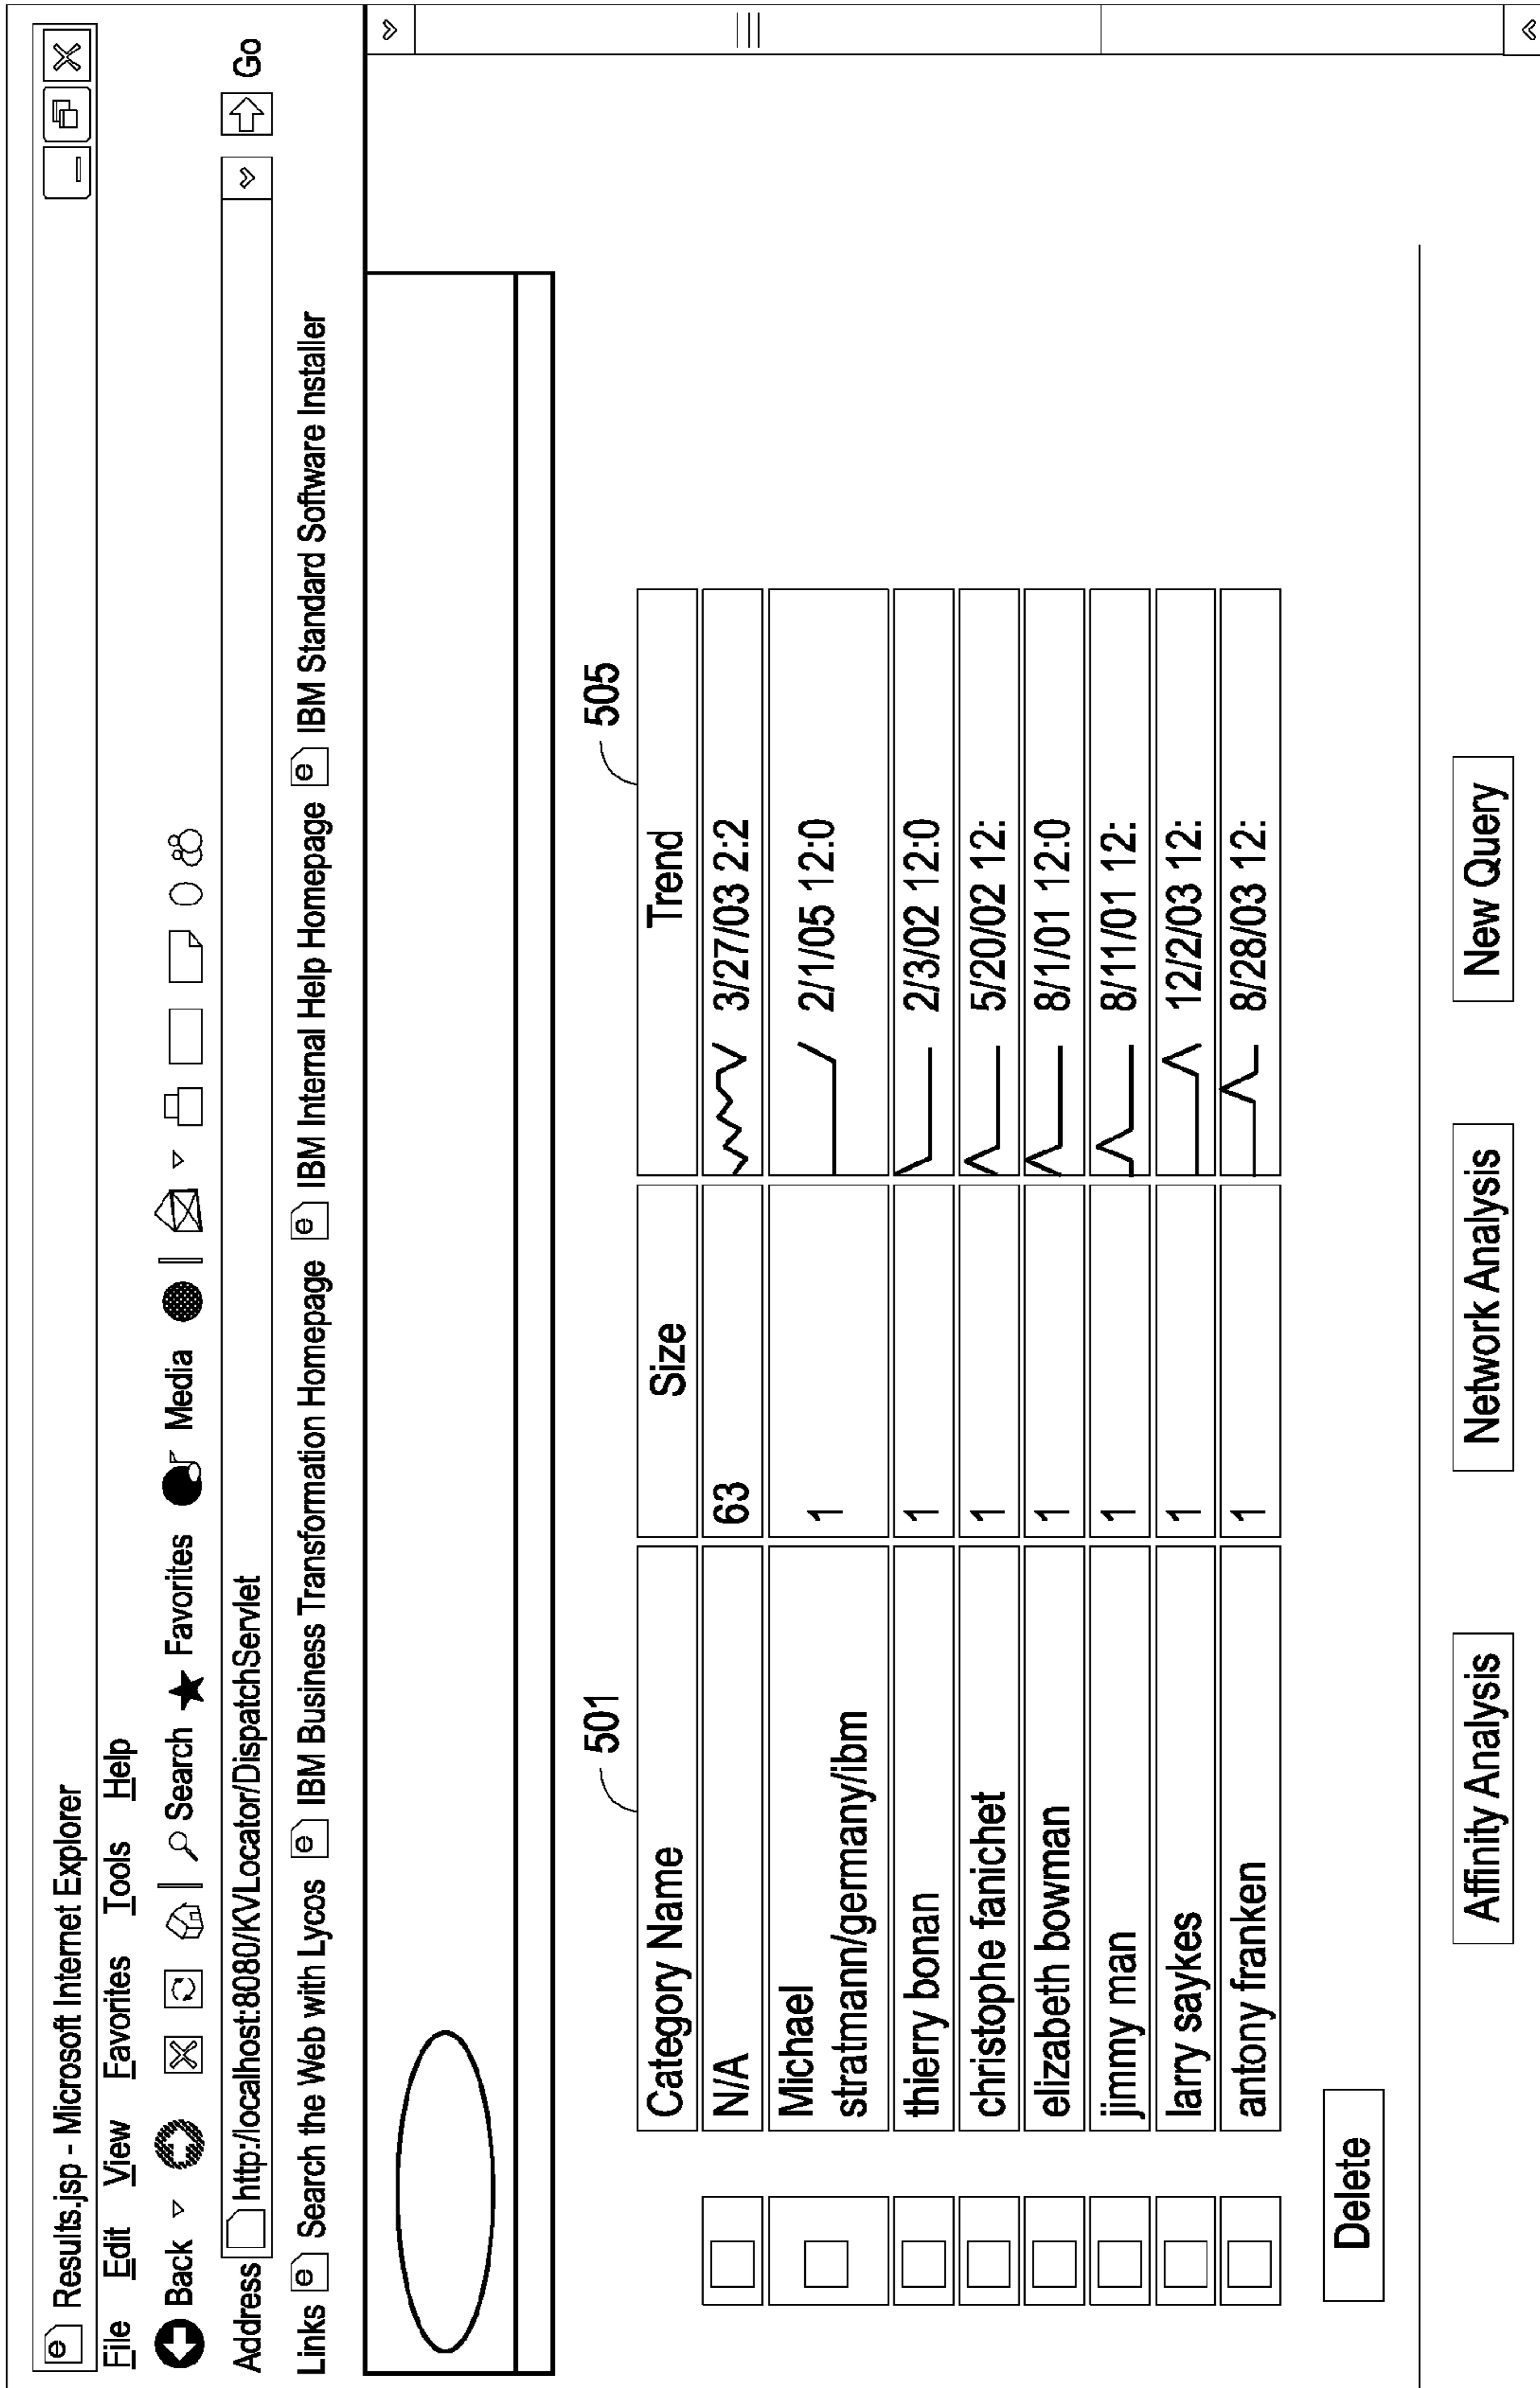 Results.jsp - Microsoft Internet Explorer
File Edit View Favorites Tools Help
Back Search Favorites Media
Address http:/localhost:8080/KVLocator/DispatchServlet Go
Links Search the Web with Lycos IBM Business Transformation Homepage IBM Internal Help Homepage IBM Standard Software Installer
501 505
Category Name Size Trend
N/A 63 3/27/03 2:2
Michael
stratmann/germany/ibm 1 2/1/05 12:0
thierry bonan 1 2/3/02 12:0
christophe fanichet 1 5/20/02 12:
elizabeth bowman 1 8/1/01 12:0
jimmy man 1 8/11/01 12:
larry saykes 1 12/2/03 12:
antony franken 1 8/28/03 12:
Delete
Affinity Analysis Network Analysis New Query